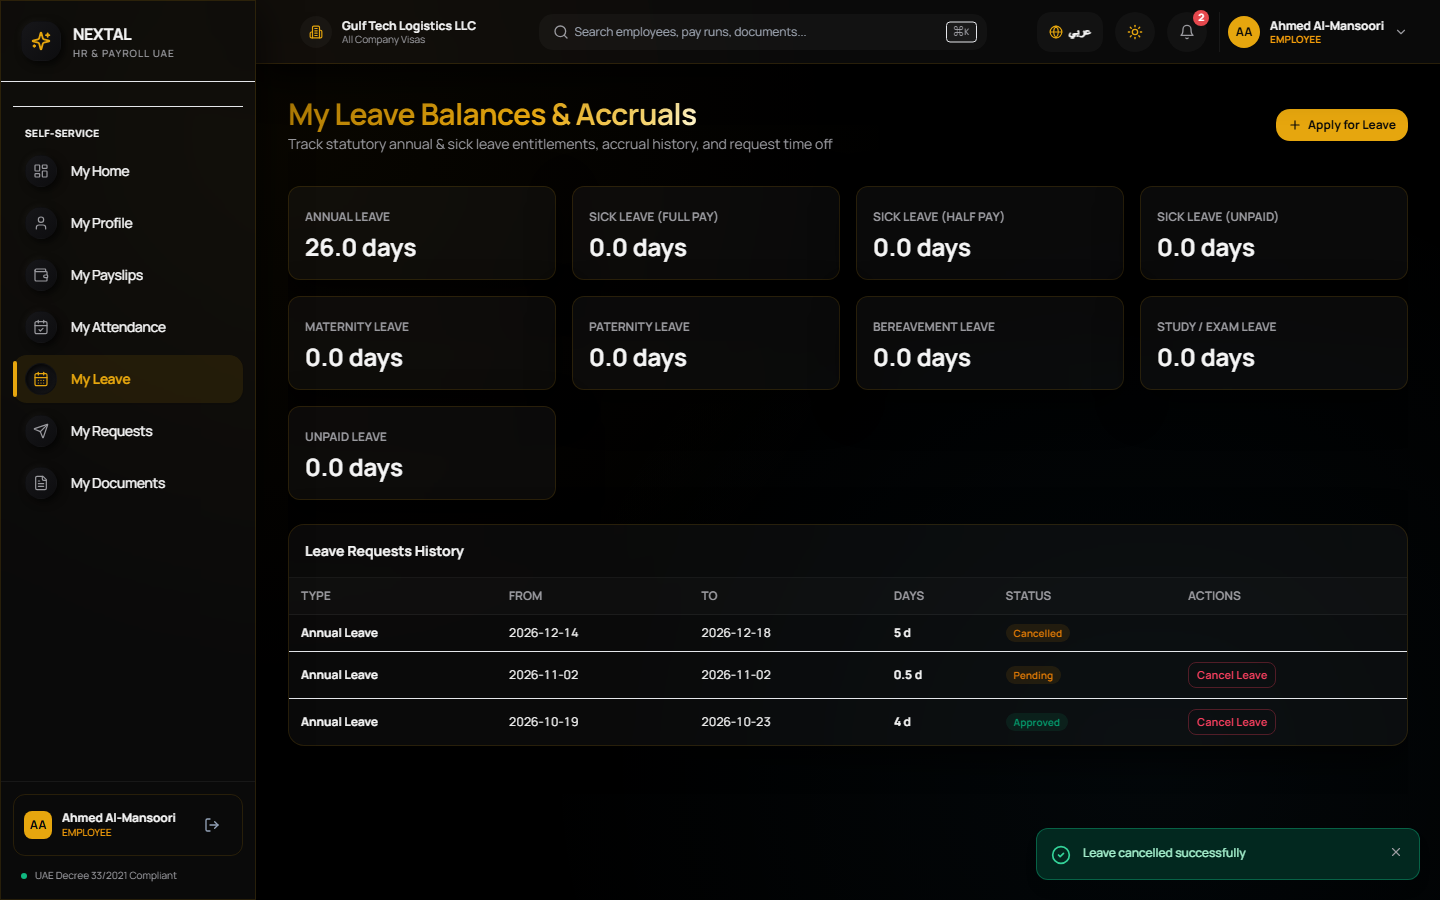 NEXTAL
HR & PAYROLL UAE
Gulf Tech Logistics LLC
All Company Visas
Search employees, pay runs, documents...
⌘K
عربي
2
AA
Ahmed Al-Mansoori
EMPLOYEE
SELF-SERVICE
My Home
My Profile
My Payslips
My Attendance
My Leave
My Requests
My Documents
AA
Ahmed Al-Mansoori
EMPLOYEE
UAE Decree 33/2021 Compliant
My Leave Balances & Accruals
Track statutory annual & sick leave entitlements, accrual history, and request time off
+ Apply for Leave
ANNUAL LEAVE
26.0 days
SICK LEAVE (FULL PAY)
0.0 days
SICK LEAVE (HALF PAY)
0.0 days
SICK LEAVE (UNPAID)
0.0 days
MATERNITY LEAVE
0.0 days
PATERNITY LEAVE
0.0 days
BEREAVEMENT LEAVE
0.0 days
STUDY / EXAM LEAVE
0.0 days
UNPAID LEAVE
0.0 days
Leave Requests History
TYPE FROM TO DAYS STATUS ACTIONS
Annual Leave 2026-12-14 2026-12-18 5 d Cancelled
Annual Leave 2026-11-02 2026-11-02 0.5 d Pending Cancel Leave
Annual Leave 2026-10-19 2026-10-23 4 d Approved Cancel Leave
Leave cancelled successfully